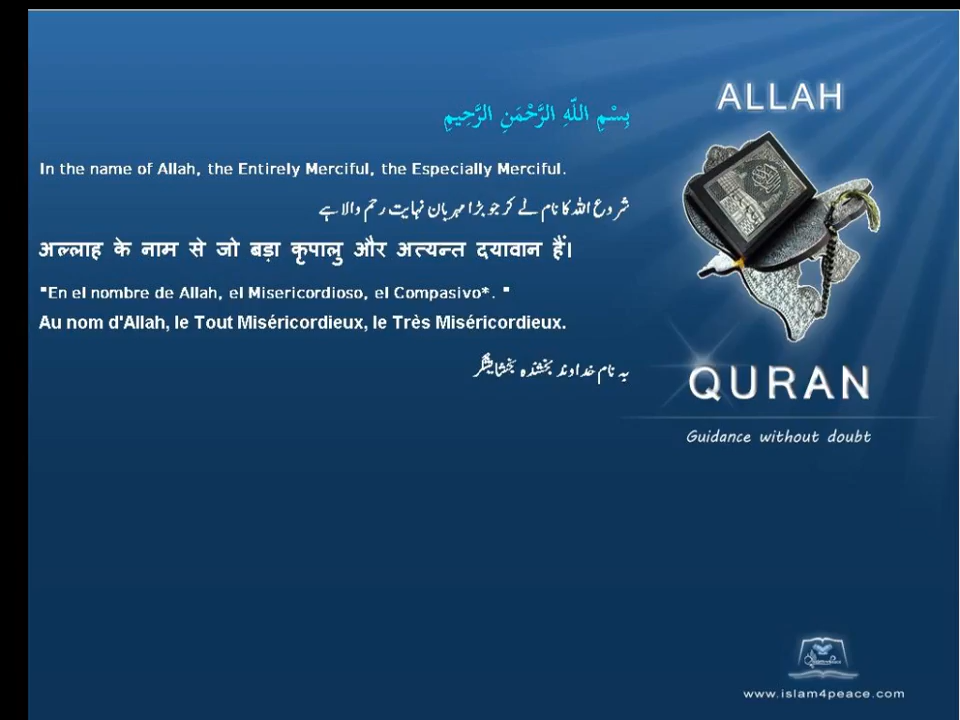 بِسْمِ اللَّهِ الرَّحْمَنِ الرَّحِيمِ
In the name of Allah, the Entirely Merciful, the Especially Merciful.
شروع الله کا نام لے کر جو بڑا مہربان نہایت رحم والا ہے
अल्लाह के नाम से जो बड़ा कृपालु और अत्यन्त दयावान हैं।
"En el nombre de Allah, el Misericordioso, el Compasivo*. "
Au nom d'Allah, le Tout Miséricordieux, le Très Miséricordieux.
به نام خداوند بخشنده بخشایشگر
ALLAH
QURAN
Guidance without doubt
www.islam4peace.com